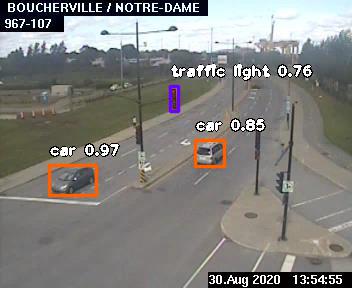 BOUCHERVILLE / NOTRE-DAME
967-107
traffic light 0.76
car 0.85
car 0.97
30.Aug 2020 13:54:55